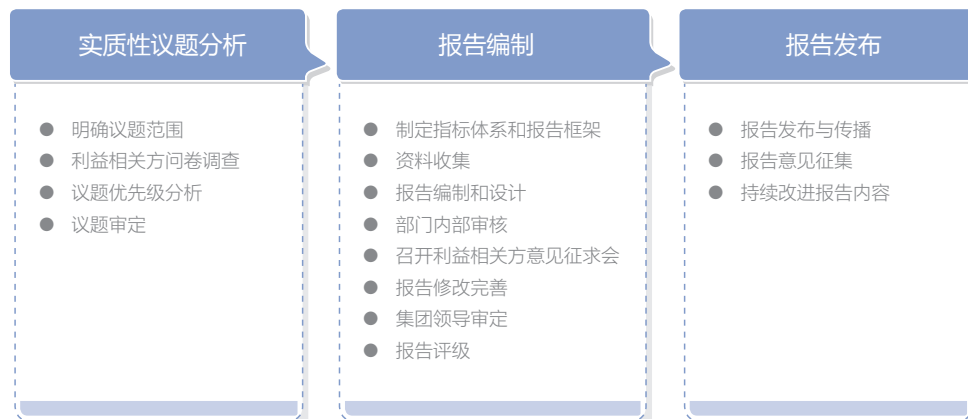 实质性议题分析
明确议题范围
利益相关方问卷调查
议题优先级分析
议题审定
报告编制
制定指标体系和报告框架
资料收集
报告编制和设计
部门内部审核
召开利益相关方意见征求会
报告修改完善
集团领导审定
报告评级
报告发布
报告发布与传播
报告意见征集
持续改进报告内容